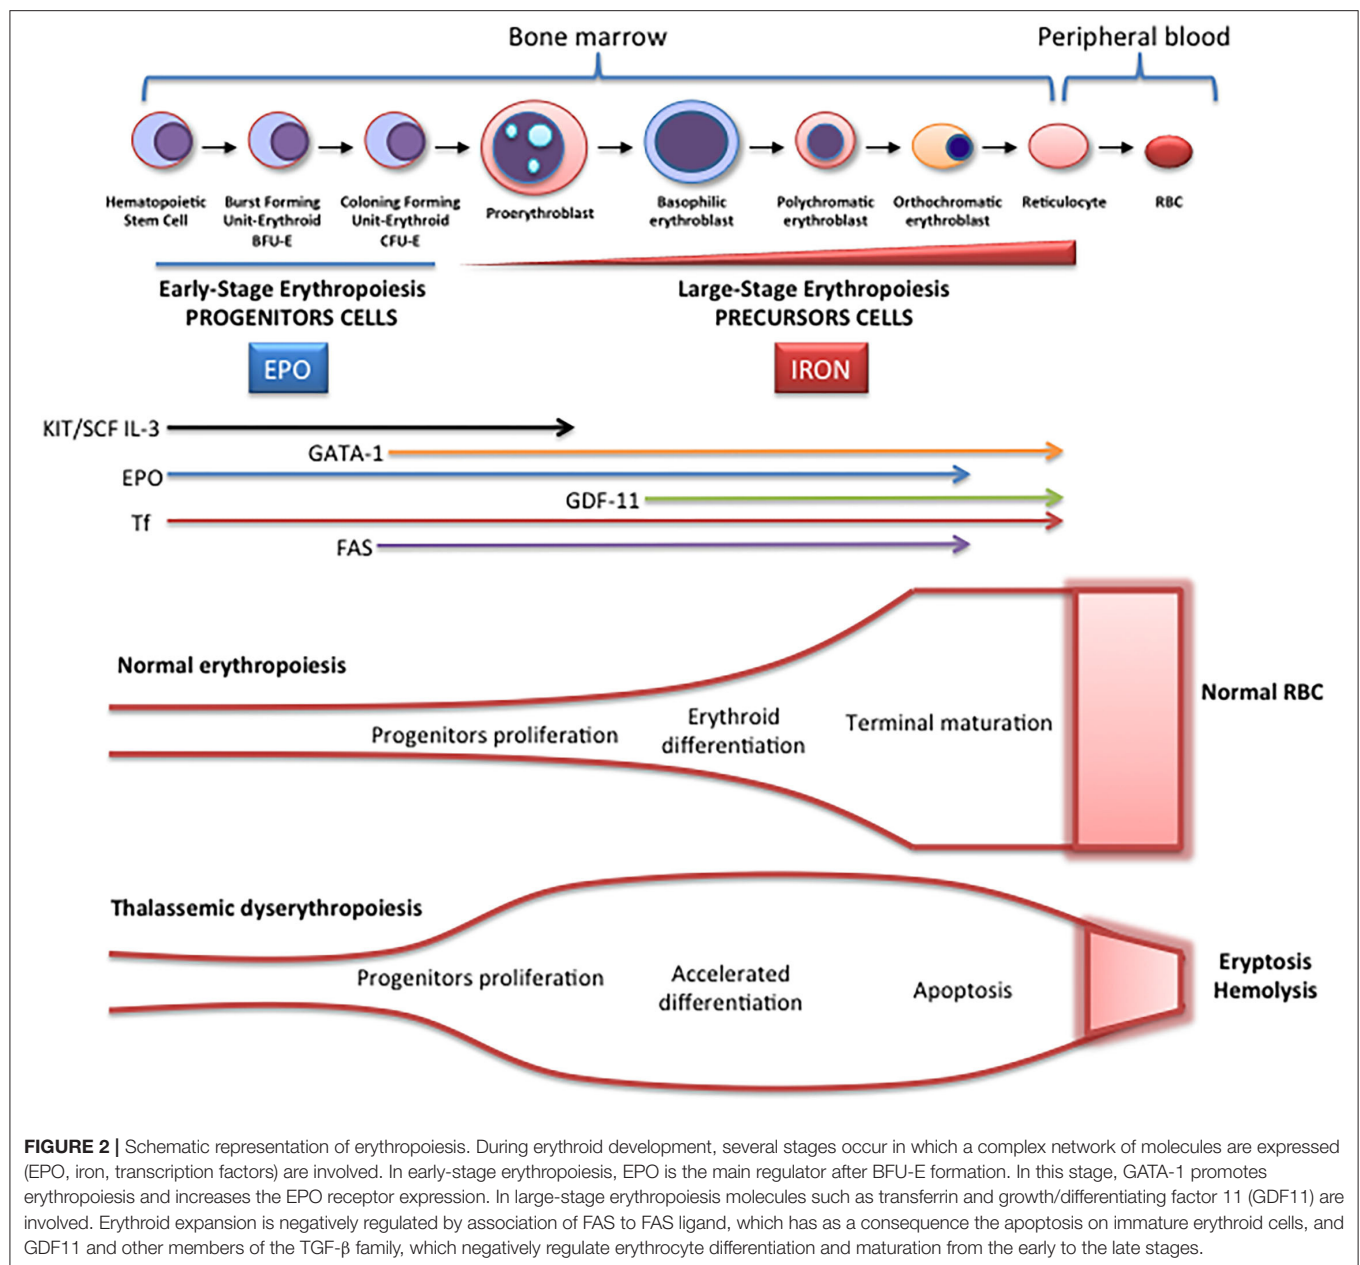 Bone marrow
Peripheral blood
Hematopoietic
Stem Cell
Burst Forming
Unit-Erythroid
BFU-E
Coloning Forming
Unit-Erythroid
CFU-E
Proerythroblast
Basophilic
erythroblast
Polychromatic
erythroblast
Orthochromatic
erythroblast
Reticulocyte
RBC
Early-Stage Erythropoiesis
PROGENITORS CELLS
Large-Stage Erythropoiesis
PRECURSORS CELLS
EPO
IRON
KIT/SCF IL-3
GATA-1
EPO
GDF-11
Tf
FAS
Normal erythropoiesis
Progenitors proliferation
Erythroid
differentiation
Terminal maturation
Normal RBC
Thalassemic dyserythropoiesis
Progenitors proliferation
Accelerated
differentiation
Apoptosis
Eryptosis
Hemolysis
FIGURE 2 | Schematic representation of erythropoiesis. During erythroid development, several stages occur in which a complex network of molecules are expressed
(EPO, iron, transcription factors) are involved. In early-stage erythropoiesis, EPO is the main regulator after BFU-E formation. In this stage, GATA-1 promotes
erythropoiesis and increases the EPO receptor expression. In large-stage erythropoiesis molecules such as transferrin and growth/differentiating factor 11 (GDF11) are
involved. Erythroid expansion is negatively regulated by association of FAS to FAS ligand, which has as a consequence the apoptosis on immature erythroid cells, and
GDF11 and other members of the TGF-β family, which negatively regulate erythrocyte differentiation and maturation from the early to the late stages.